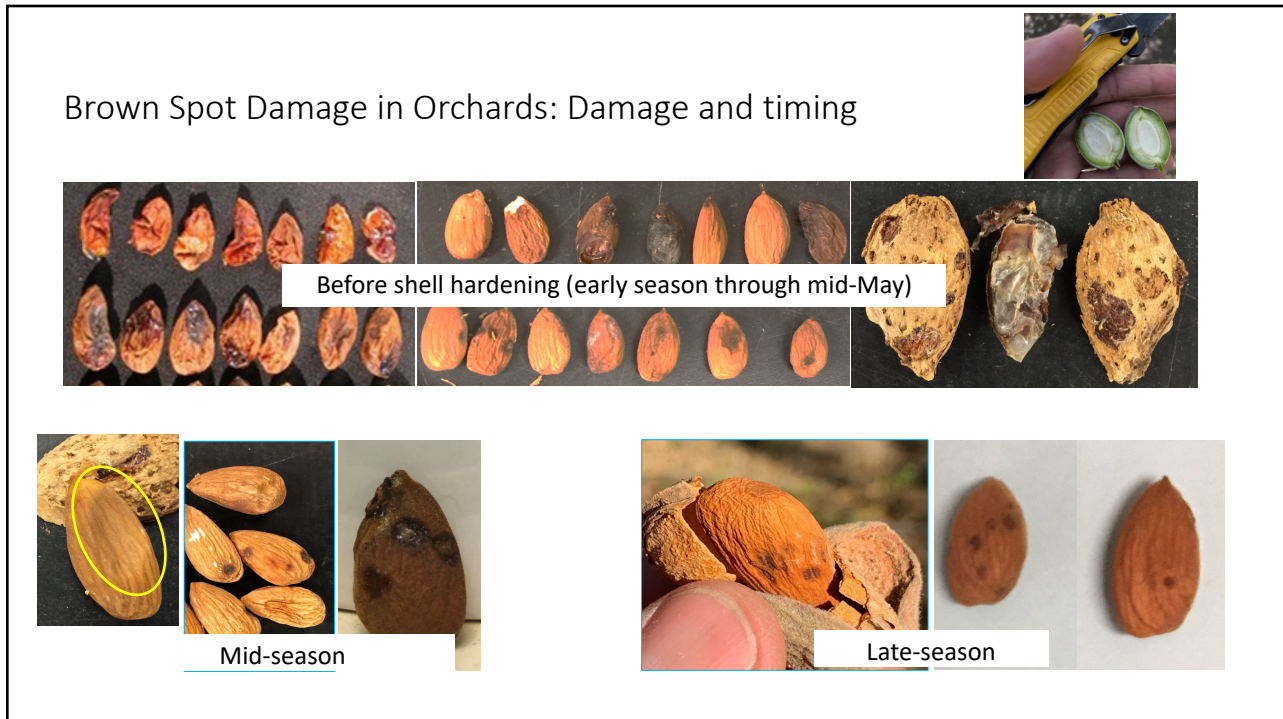 Brown Spot Damage in Orchards: Damage and timing
Before shell hardening (early season through mid-May)
Mid-season
Late-season